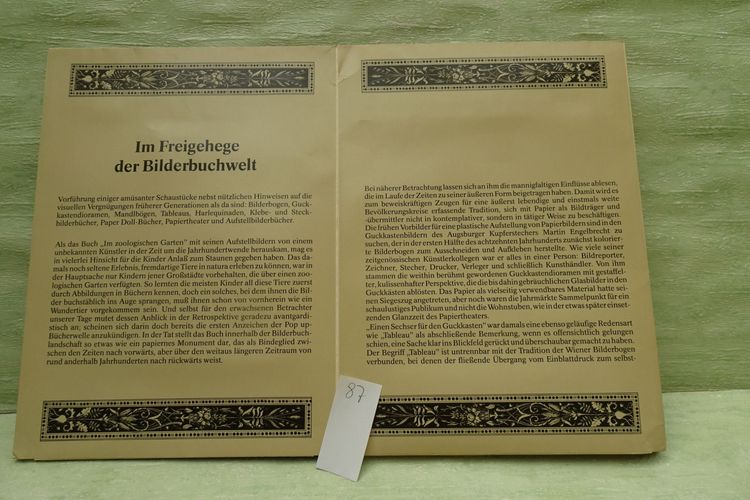 Im Freigehege
der Bilderbuchwelt
Vorführung einiger amüsanter Schaustücke nebst nützlichen Hinweisen auf die
visuellen Vergnügungen früherer Generationen als da sind: Bilderbogen, Guck-
kastendioramen, Mandlbögen, Tableaus, Harlequinaden, Klebe- und Steck-
bilderbücher, Paper Doll-Bücher, Papiertheater und Aufstellbilderbücher.
Als das Buch „Im zoologischen Garten" mit seinen Aufstellbildern von einem
unbekannten Künstler in der Zeit um die Jahrhundertwende herauskam, mag es
in vielerlei Hinsicht für die Kinder Anlaß zum Staunen gegeben haben. Das da-
mals noch seltene Erlebnis, fremdartige Tiere in natura erleben zu können, war in
der Hauptsache nur Kindern jener Großstädte vorbehalten, die über einen zoo-
logischen Garten verfügten. So lernten die meisten Kinder all diese Tiere zuerst
durch Abbildungen in Büchern kennen, doch ein solches, bei dem ihnen die Bil-
der buchstäblich ins Auge sprangen, muß ihnen schon von vornherein wie ein
Wundertier vorgekommen sein. Und selbst für den erwachsenen Betrachter
unserer Tage mutet dessen Anblick in der Retrospektive geradezu avantgardi-
stisch an; scheinen sich darin doch bereits die ersten Anzeichen der Pop up-
Bücherwelle anzukündigen. In der Tat stellt das Buch innerhalb der Bilderbuch-
landschaft so etwas wie ein papiernes Monument dar, das als Bindeglied zwi-
schen den Zeiten nach vorwärts, aber über den weitaus längeren Zeitraum von
rund anderthalb Jahrhunderten nach rückwärts weist.
Bei näherer Betrachtung lassen sich an ihm die mannigfaltigen Einflüsse ablesen,
die im Laufe der Zeiten zu seiner äußeren Form beigetragen haben. Damit wird es
zum beweiskräftigen Zeugen für eine äußerst lebendige und einstmals weite
Bevölkerungskreise erfassende Tradition, sich mit Papier als Bildträger und
-übermittler nicht in kontemplativer, sondern in tätiger Weise zu beschäftigen.
Die frühen Vorbilder für eine plastische Aufstellung von Papierbildern sind in den
Guckkastenbildern des Augsburger Kupferstechers Martin Engelbrecht zu
suchen, der in der ersten Hälfte des achtzehnten Jahrhunderts zunächst kolorier-
te Bilderbogen zum Ausschneiden und Aufkleben herstellte. Wie viele seiner
zeitgenössischen Künstlerkollegen war er alles in einer Person: Bildreporter,
Zeichner, Stecher, Drucker, Verleger und schließlich Kunsthändler. Von ihm
stammen die weithin berühmt gewordenen Guckkastendioramen mit gestaffel-
ter, kulissenhafter Perspektive, die die bis dahin gebräuchlichen Glasbilder in den
Guckkästen ablösten. Das Papier als vielseitig verwendbares Material hatte sei-
nen Siegeszug angetreten, aber noch waren die Jahrmärkte Sammelpunkt für ein
schaulustiges Publikum und nicht die Wohnstuben, wie in der etwas später einset-
zenden Glanzzeit des Papiertheaters.
„Einen Sechser für den Guckkasten" war damals eine ebenso geläufige Redensart
wie „Tableau" als abschließende Bemerkung, wenn es offensichtlich gelungen
schien, eine Sache klar ins Blickfeld gerückt und überschaubar gemacht zu haben.
Der Begriff „Tableau" ist untrennbar mit der Tradition der Wiener Bilderbogen
verbunden, bei denen der fließende Übergang vom Einblattdruck zum selbst-
87